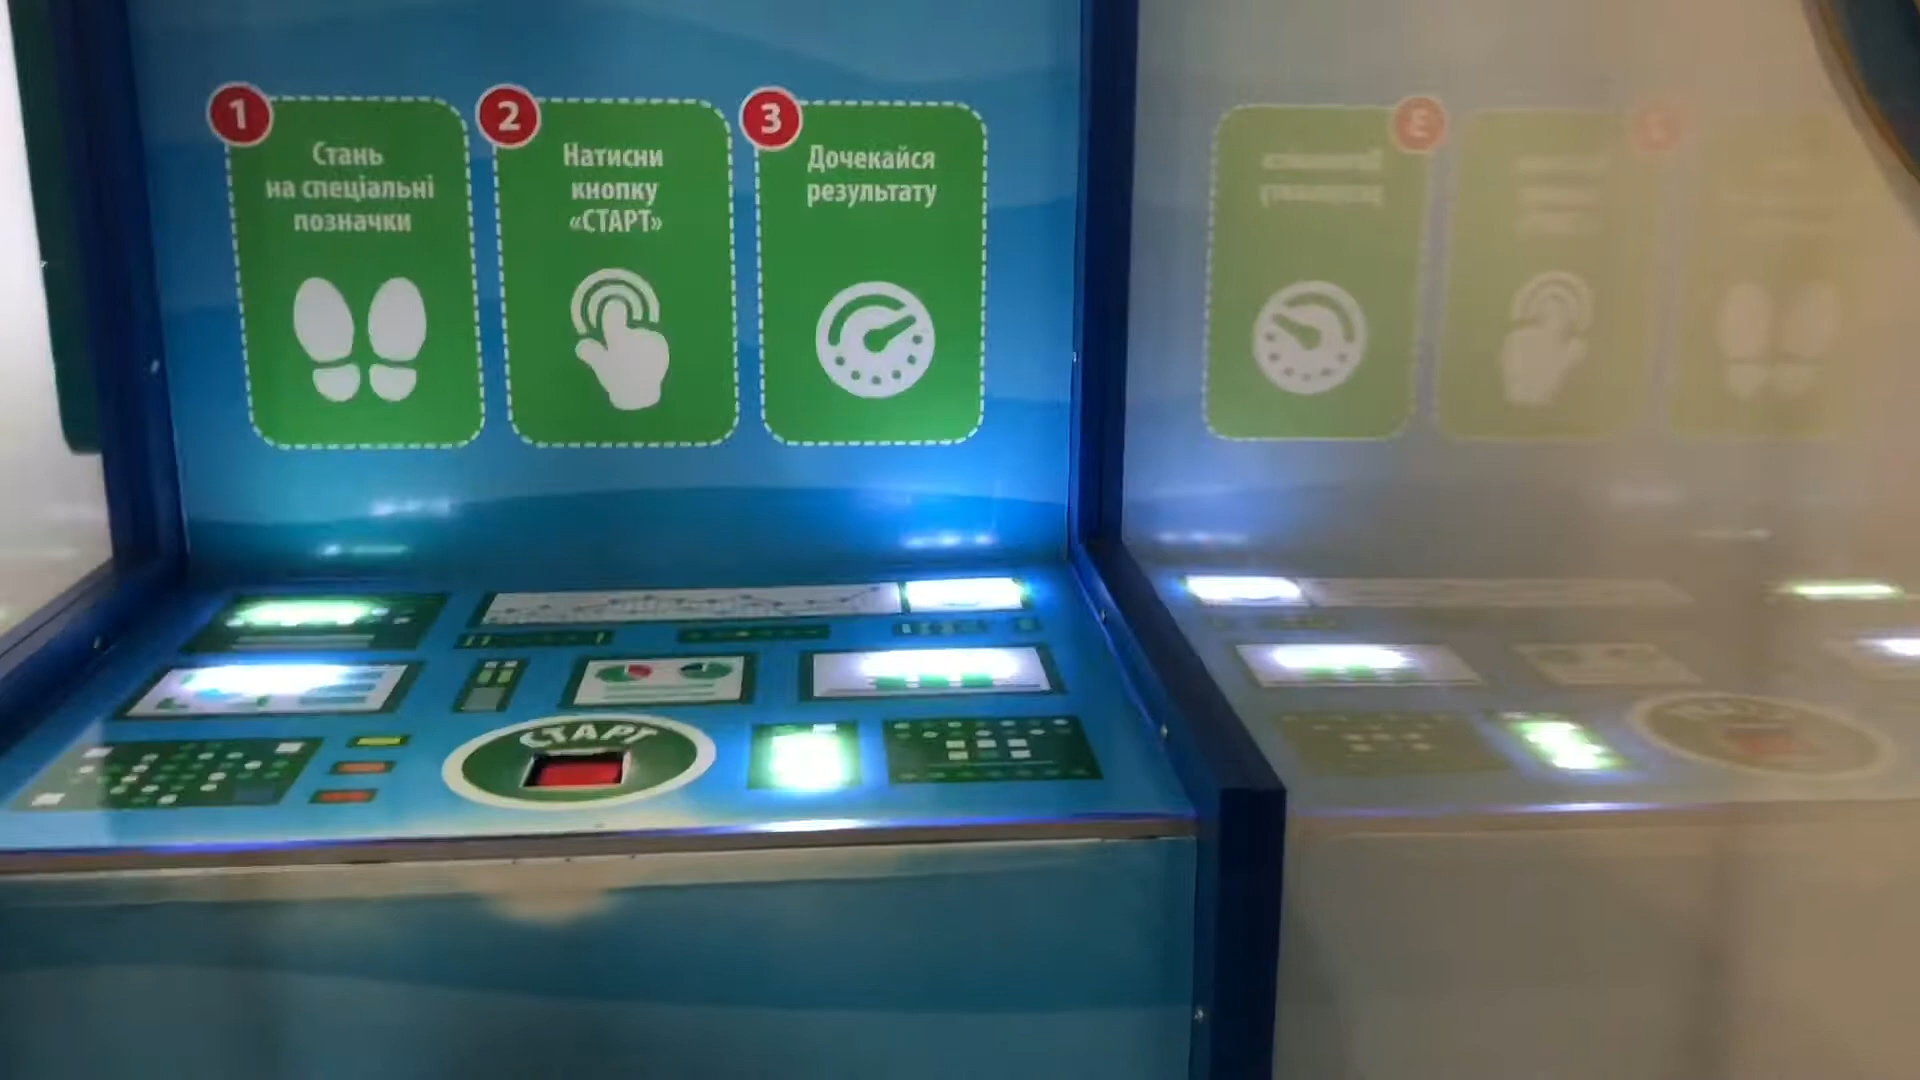 1
Стань
на спеціальні
позначки
2
Натисни
кнопку
«СТАРТ»
3
Дочекайся
результату
СТАРТ